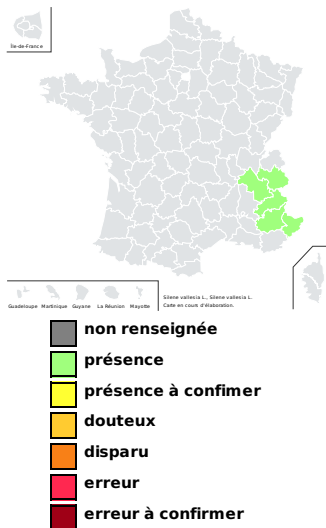 Île-de-France
Guadeloupe Martinique Guyane La Réunion Mayotte
Silene vallesia L., Silene vallesia L.
Carte en cours d'élaboration.
non renseignée
présence
présence à confimer
douteux
disparu
erreur
erreur à confirmer